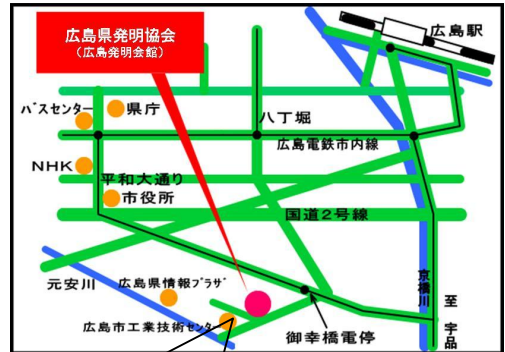 広島県発明協会
(広島発明会館)
広島駅
バスセンター
県庁
八丁堀
広島電鉄市内線
NHK
平和大通り
市役所
国道2号線
元安川
広島県情報プラザ
京橋川
至 宇品
広島市工業技術センター
御幸橋電停